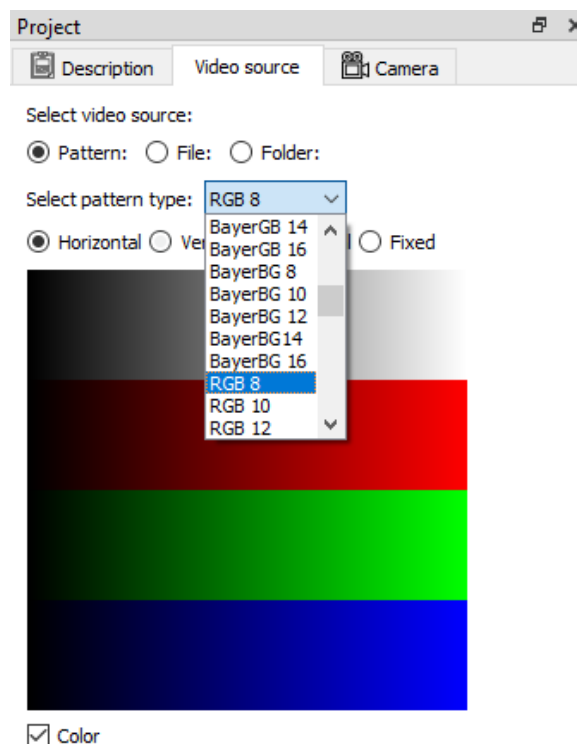 Project
Description Video source Camera
Select video source:
Pattern: File: Folder:
Select pattern type: RGB 8
Horizontal Fixed
BayerGB 14
BayerGB 16
BayerBG 8
BayerBG 10
BayerBG 12
BayerBG14
BayerBG 16
RGB 8
RGB 10
RGB 12
Color